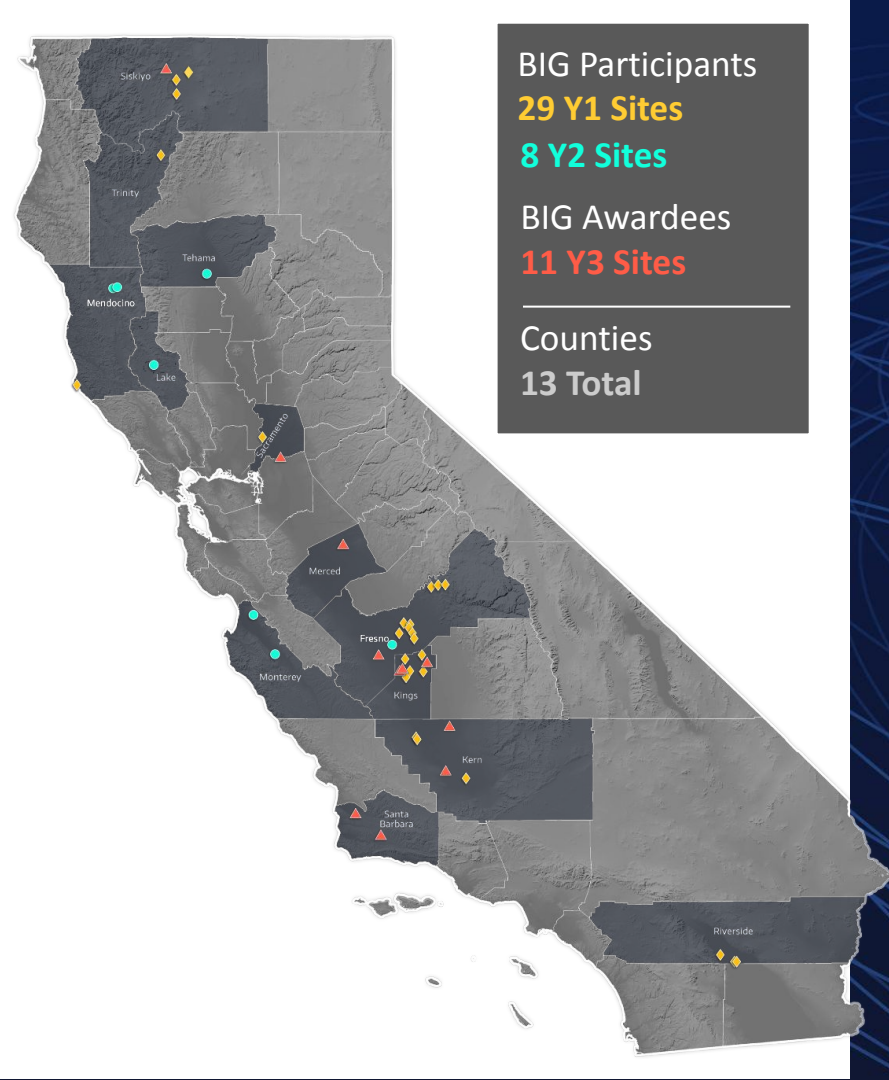 BIG Participants
29 Y1 Sites
8 Y2 Sites
BIG Awardees
11 Y3 Sites
Counties
13 Total
Siskiyo
Trinity
Tehama
Mendocino
Lake
Sacramento
Merced
Fresno
Monterey
Kings
Kern
Santa
Barbara
Riverside